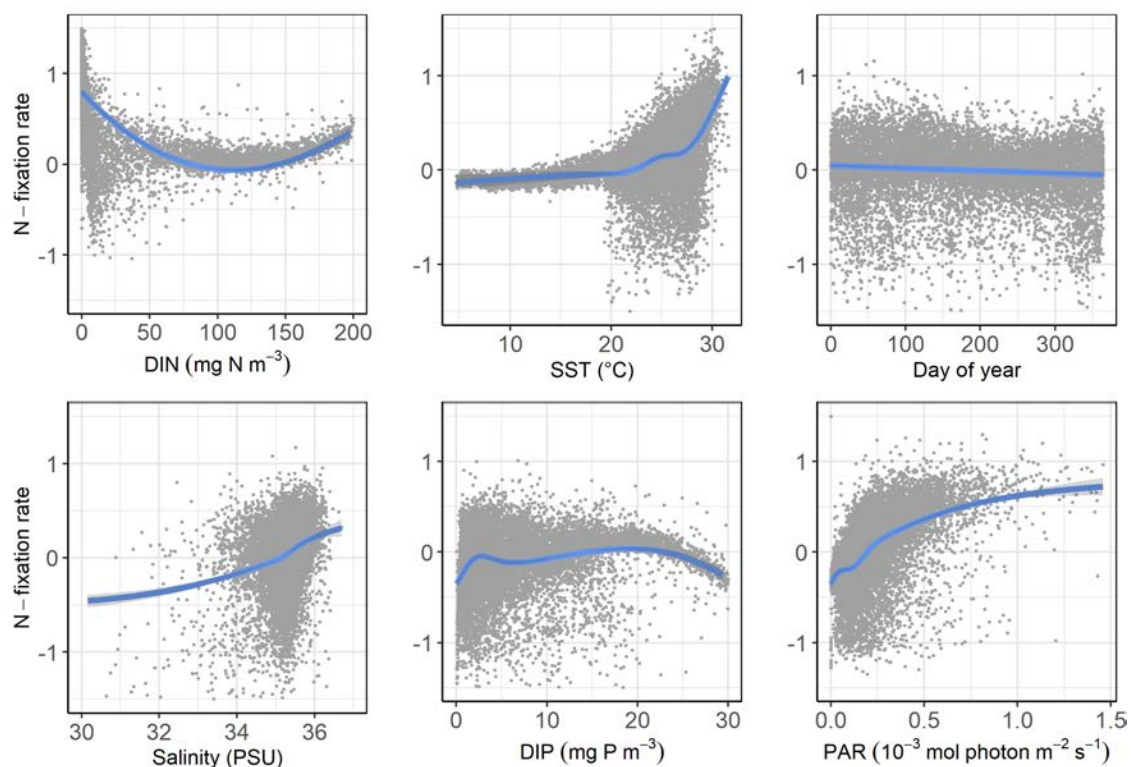 N – fixation rate
1
0
-1
0 50 100 150 200
DIN (mg N m⁻³)
1
0
-1
10 20 30
SST (°C)
1
0
-1
0 100 200 300
Day of year
N – fixation rate
1
0
-1
30 32 34 36
Salinity (PSU)
1
0
-1
0 10 20 30
DIP (mg P m⁻³)
1
0
-1
0.0 0.5 1.0 1.5
PAR (10⁻³ mol photon m⁻² s⁻¹)